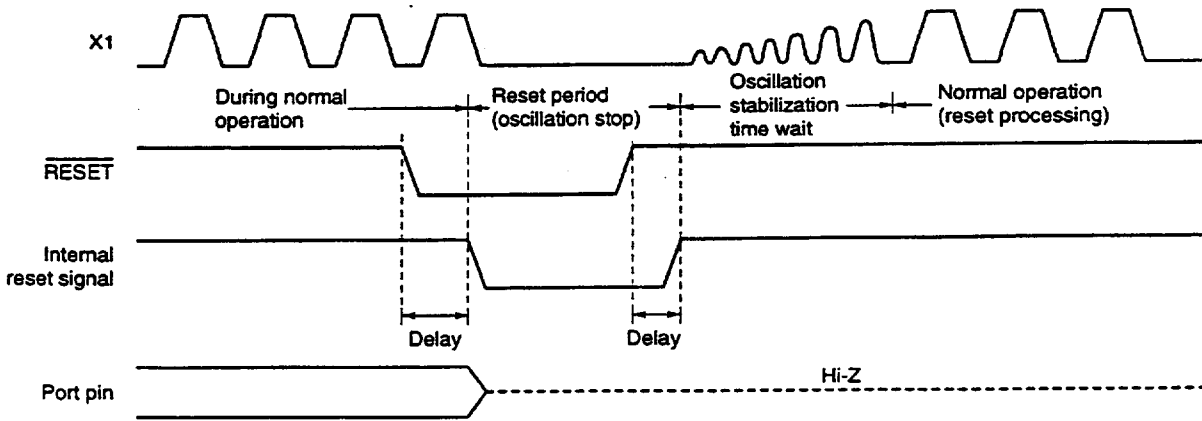 X1
During normal
operation
Reset period
(oscillation stop)
Oscillation
stabilization
time wait
Normal operation
(reset processing)
RESET
Internal
reset signal
Delay
Delay
Port pin
Hi-Z